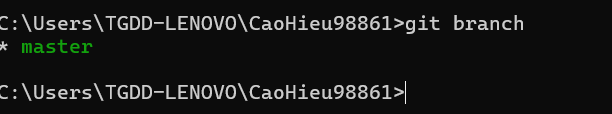 C:\Users\TGDD-LENOVO\CaoHieu98861>git branch
* master
C:\Users\TGDD-LENOVO\CaoHieu98861>